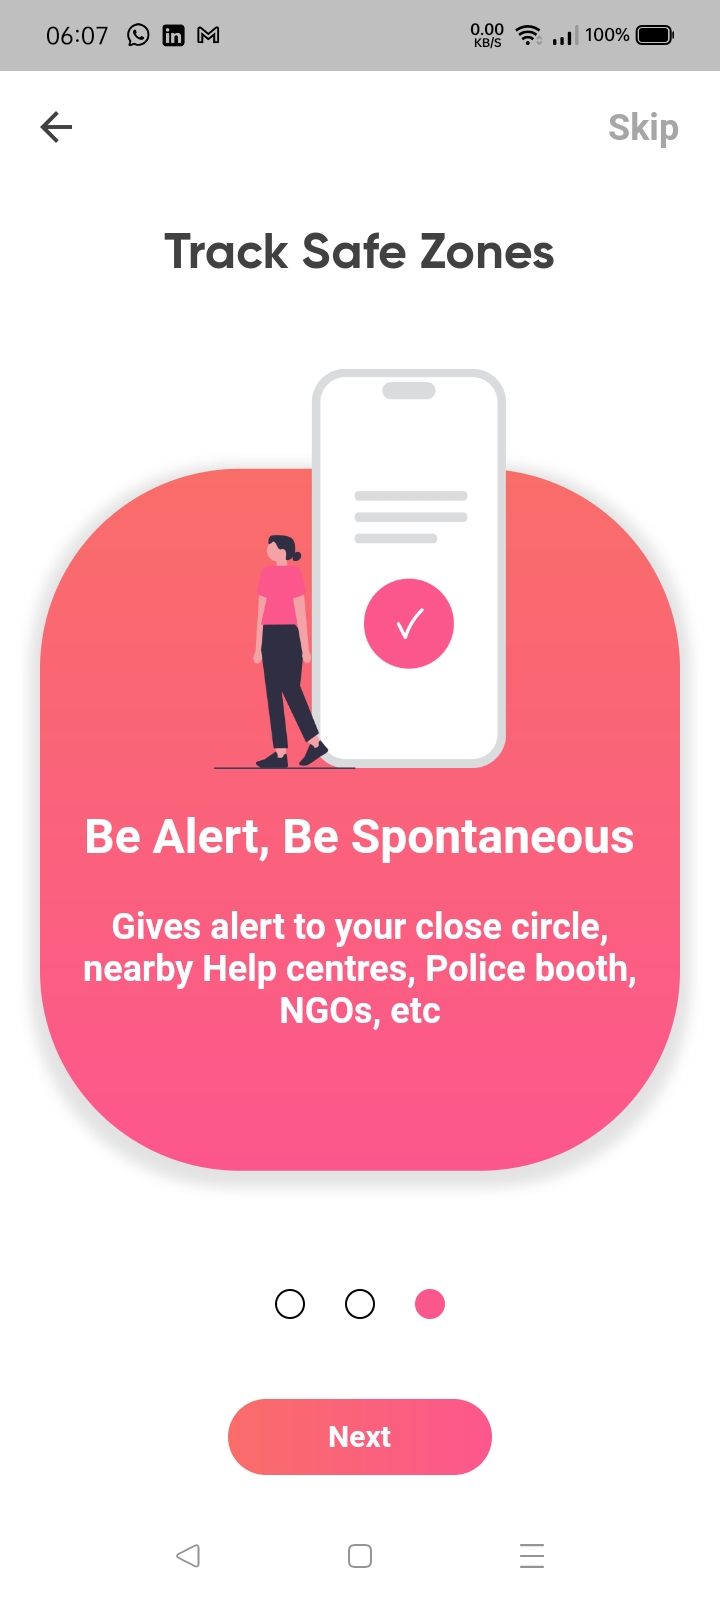 06:07
0.00
KB/S
100%
Skip
Track Safe Zones
Be Alert, Be Spontaneous
Gives alert to your close circle,
nearby Help centres, Police booth,
NGOs, etc
Next